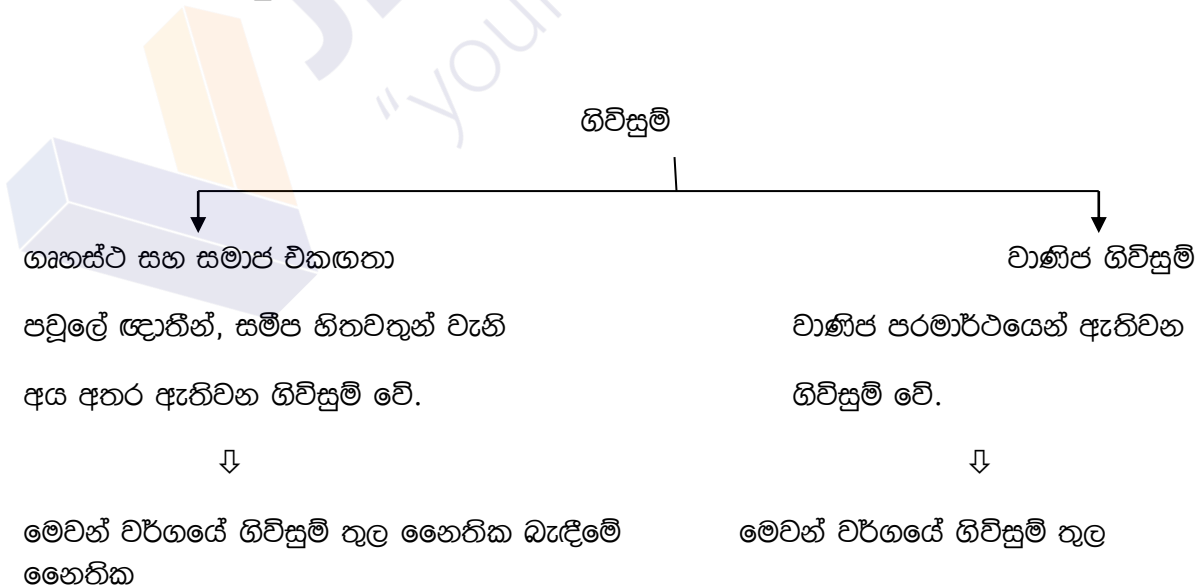 "your
ගිවිසුම්
ගෘහස්ථ සහ සමාජ එකඟතා
වාණිජ ගිවිසුම්
පවුලේ ඥාතීන්, සමීප හිතවතුන් වැනි
වාණිජ පරමාර්ථයෙන් ඇතිවන
අය අතර ඇතිවන ගිවිසුම් වේ.
ගිවිසුම් වේ.
⇩
⇩
මෙවන් වර්ගයේ ගිවිසුම් තුල නෛතික බැඳීමේ
මෙවන් වර්ගයේ ගිවිසුම් තුල
නෛතික